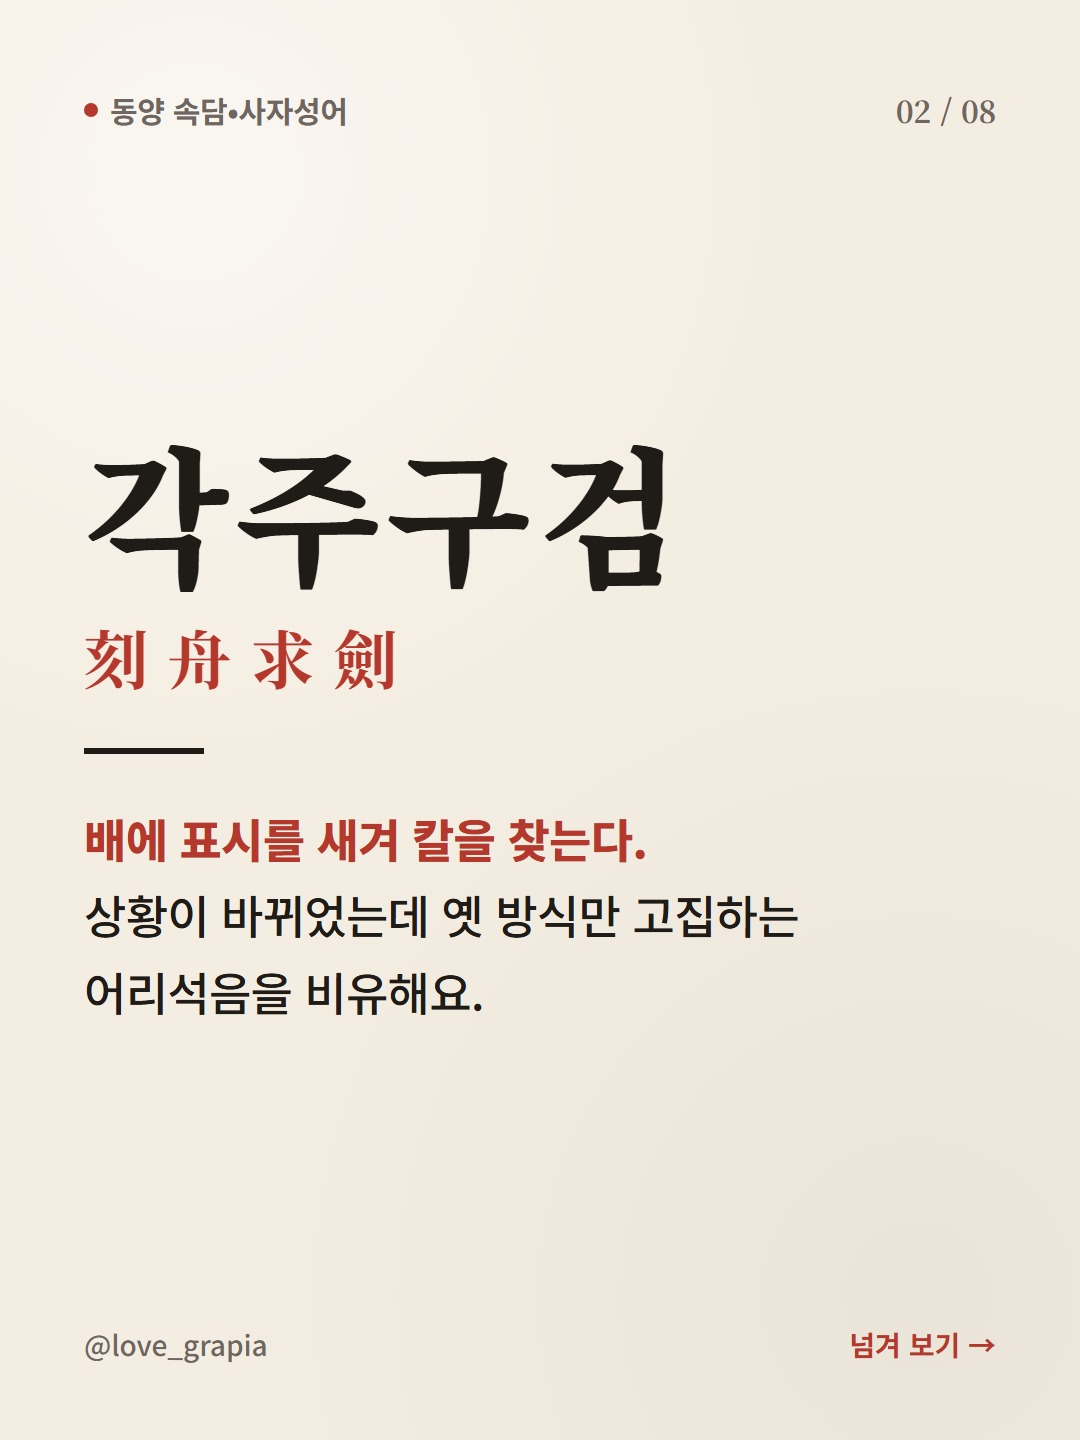 동양 속담•사자성어
02 / 08
각주구검
刻舟求劍
배에 표시를 새겨 칼을 찾는다.
상황이 바뀌었는데 옛 방식만 고집하는
어리석음을 비유해요.
@love_grapia
넘겨 보기 →